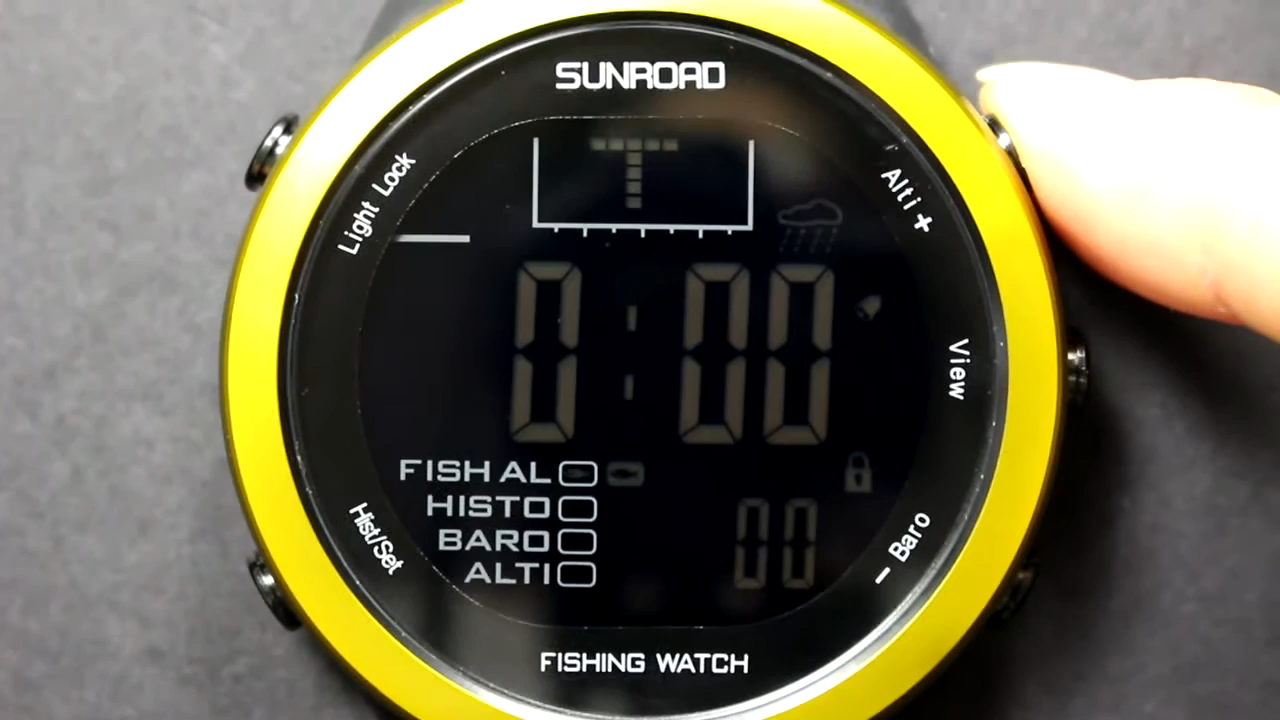 SUNROAD
T
Light Lock
Alti +
0:00
View
FISH AL
HISTO
BARO
ALTI
00
Hist/Set
– Baro
FISHING WATCH